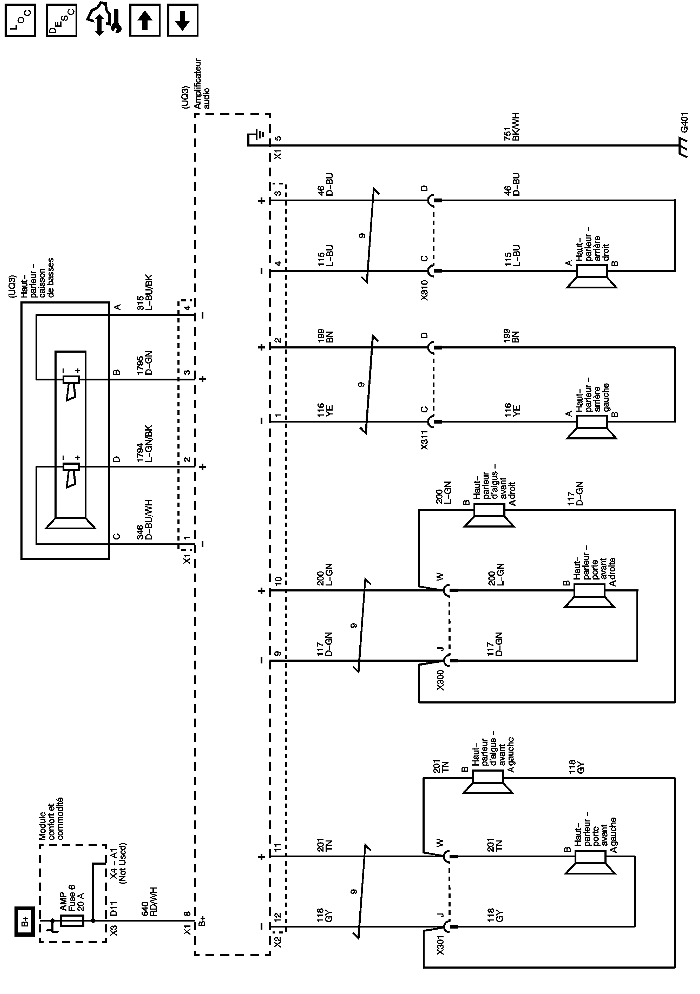 LOC
DESC
(UQ3)
Amplificateur
audio
751
BK/WH
G401
X1
5
(UQ3)
Haut-
parleur -
caisson
de basses
A
315
L-BU/BK
4
B
1795
D-GN
3
D
1794
L-GN/BK
2
C
346
D-BU/WH
1
X1
+
3
46
D-BU
D
46
D-BU
9
-
4
115
L-BU
C
X310
115
L-BU
A
Haut-
parleur -
arrière
droit
B
+
2
199
BN
D
199
BN
9
-
1
116
YE
C
X311
116
YE
A
Haut-
parleur -
arrière
gauche
B
200
L-GN
B
Haut-
parleur
d'aigus -
avant
A droit
117
D-GN
+
10
200
L-GN
W
200
L-GN
B
Haut-
parleur -
porte
avant
A droite
9
-
9
117
D-GN
J
X300
117
D-GN
201
TN
B
Haut-
parleur
d'aigus -
avant
A gauche
118
GY
+
11
201
TN
W
201
TN
B
Haut-
parleur -
porte
avant
A gauche
9
-
12
X2
118
GY
J
X301
118
GY
Module
confort et
commodité
B+
AMP
Fuse 6
20 A
X4 - A1
(Not Used)
X3
D11
640
RD/WH
X1
8
B+